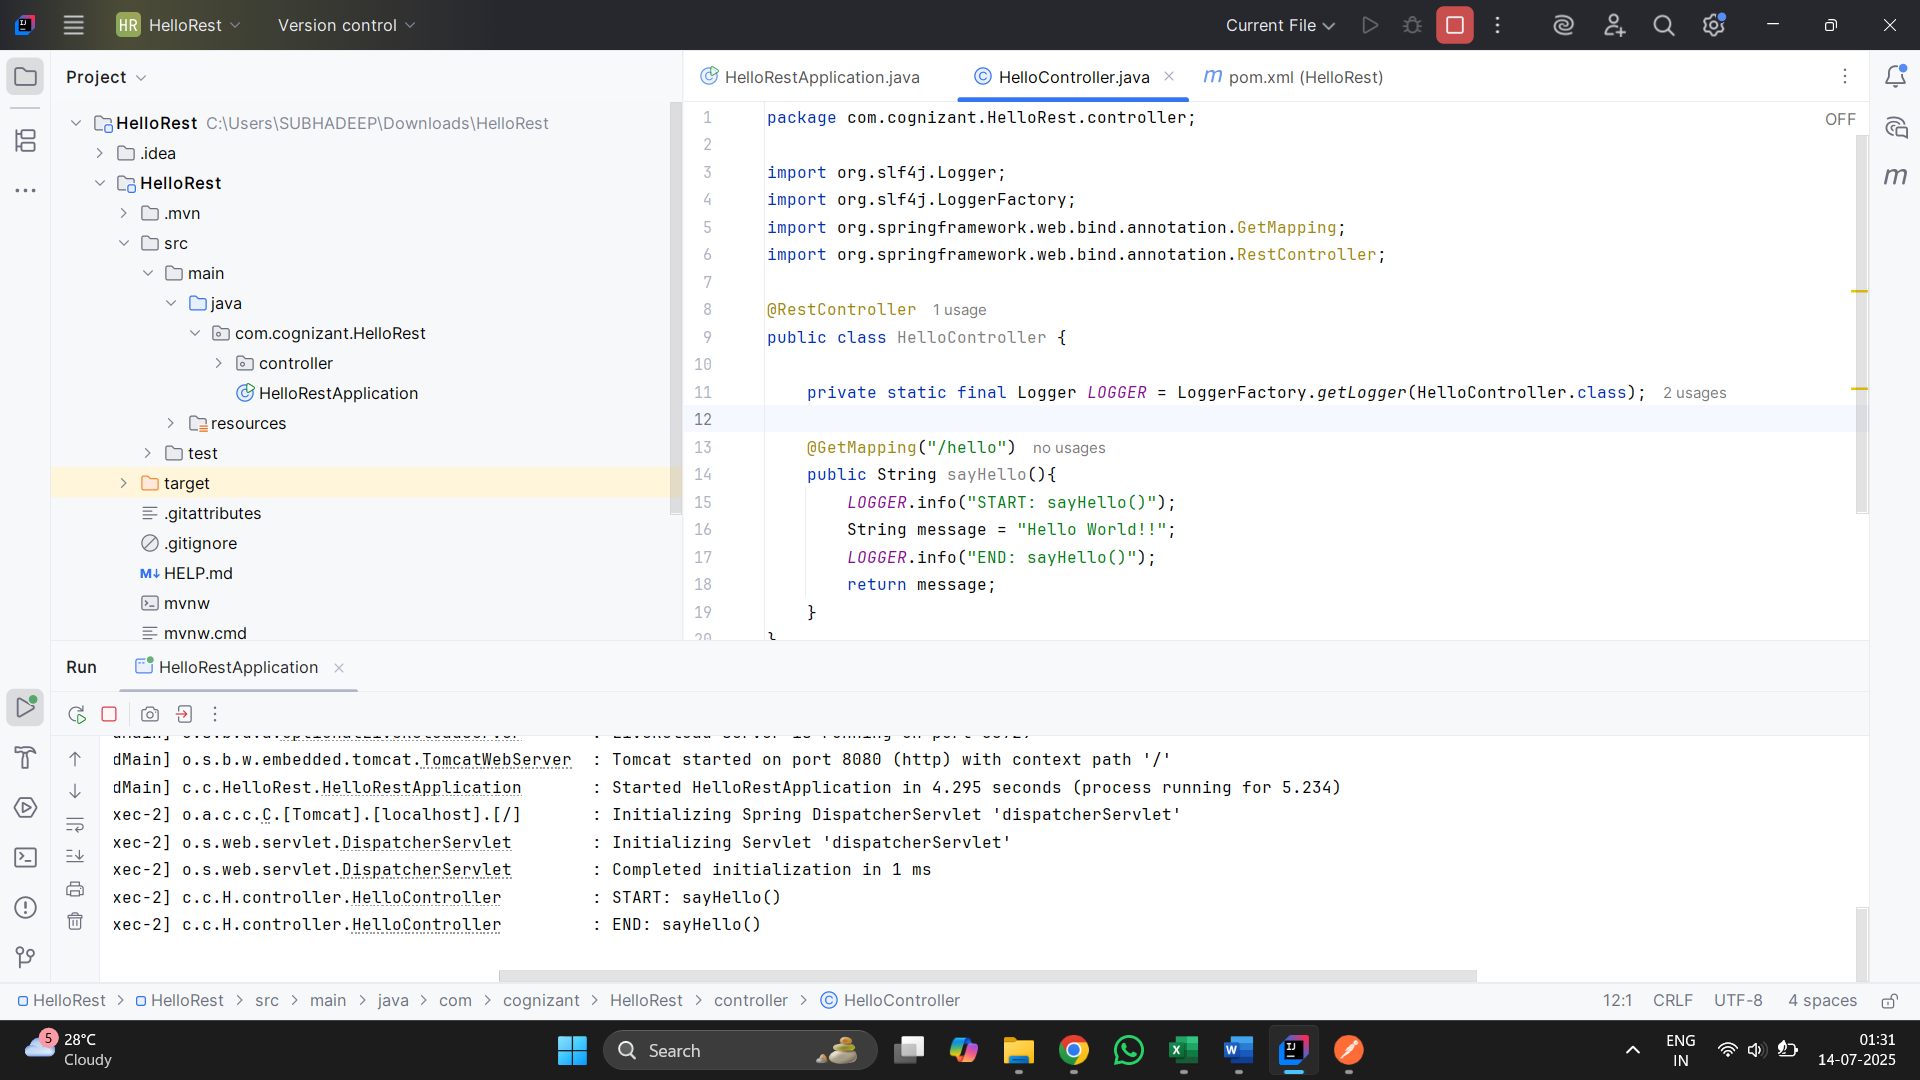 HR HelloRest Version control Current File
Project
HelloRest C:\Users\SUBHADEEP\Downloads\HelloRest
.idea
HelloRest
.mvn
src
main
java
com.cognizant.HelloRest
controller
HelloRestApplication
resources
test
target
.gitattributes
.gitignore
M↓ HELP.md
mvnw
mvnw.cmd
HelloRestApplication.java HelloController.java pom.xml (HelloRest)
OFF
1 package com.cognizant.HelloRest.controller;
2
3 import org.slf4j.Logger;
4 import org.slf4j.LoggerFactory;
5 import org.springframework.web.bind.annotation.GetMapping;
6 import org.springframework.web.bind.annotation.RestController;
7
8 @RestController 1 usage
9 public class HelloController {
10
11 private static final Logger LOGGER = LoggerFactory.getLogger(HelloController.class); 2 usages
12
13 @GetMapping("/hello") no usages
14 public String sayHello(){
15 LOGGER.info("START: sayHello()");
16 String message = "Hello World!!";
17 LOGGER.info("END: sayHello()");
18 return message;
19 }
20 }
Run HelloRestApplication
dMain] o.s.b.w.embedded.tomcat.TomcatWebServer : Tomcat started on port 8080 (http) with context path '/'
dMain] c.c.HelloRest.HelloRestApplication : Started HelloRestApplication in 4.295 seconds (process running for 5.234)
xec-2] o.a.c.c.C.[Tomcat].[localhost].[/] : Initializing Spring DispatcherServlet 'dispatcherServlet'
xec-2] o.s.web.servlet.DispatcherServlet : Initializing Servlet 'dispatcherServlet'
xec-2] o.s.web.servlet.DispatcherServlet : Completed initialization in 1 ms
xec-2] c.c.H.controller.HelloController : START: sayHello()
xec-2] c.c.H.controller.HelloController : END: sayHello()
HelloRest > HelloRest > src > main > java > com > cognizant > HelloRest > controller > HelloController 12:1 CRLF UTF-8 4 spaces
5 28°C
Cloudy
Search
ENG
IN
01:31
14-07-2025